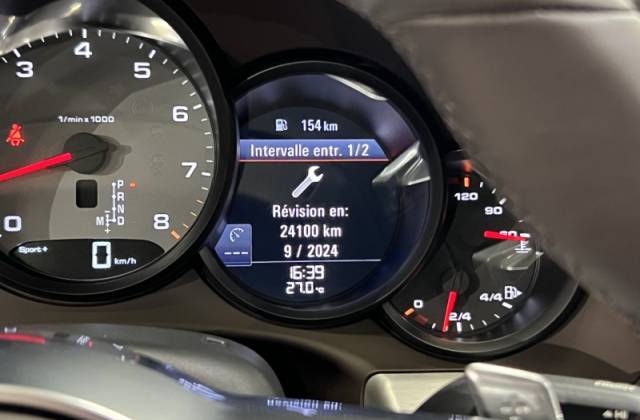 3
4
5
6
7
8
0
1/min x 1000
P
R
N
M D
Sport+
0 km/h
154 km
Intervalle entr. 1/2
Révision en:
24100 km
9 / 2024
---
16:39
27.0 °C
120
90
60
0
2/4
4/4